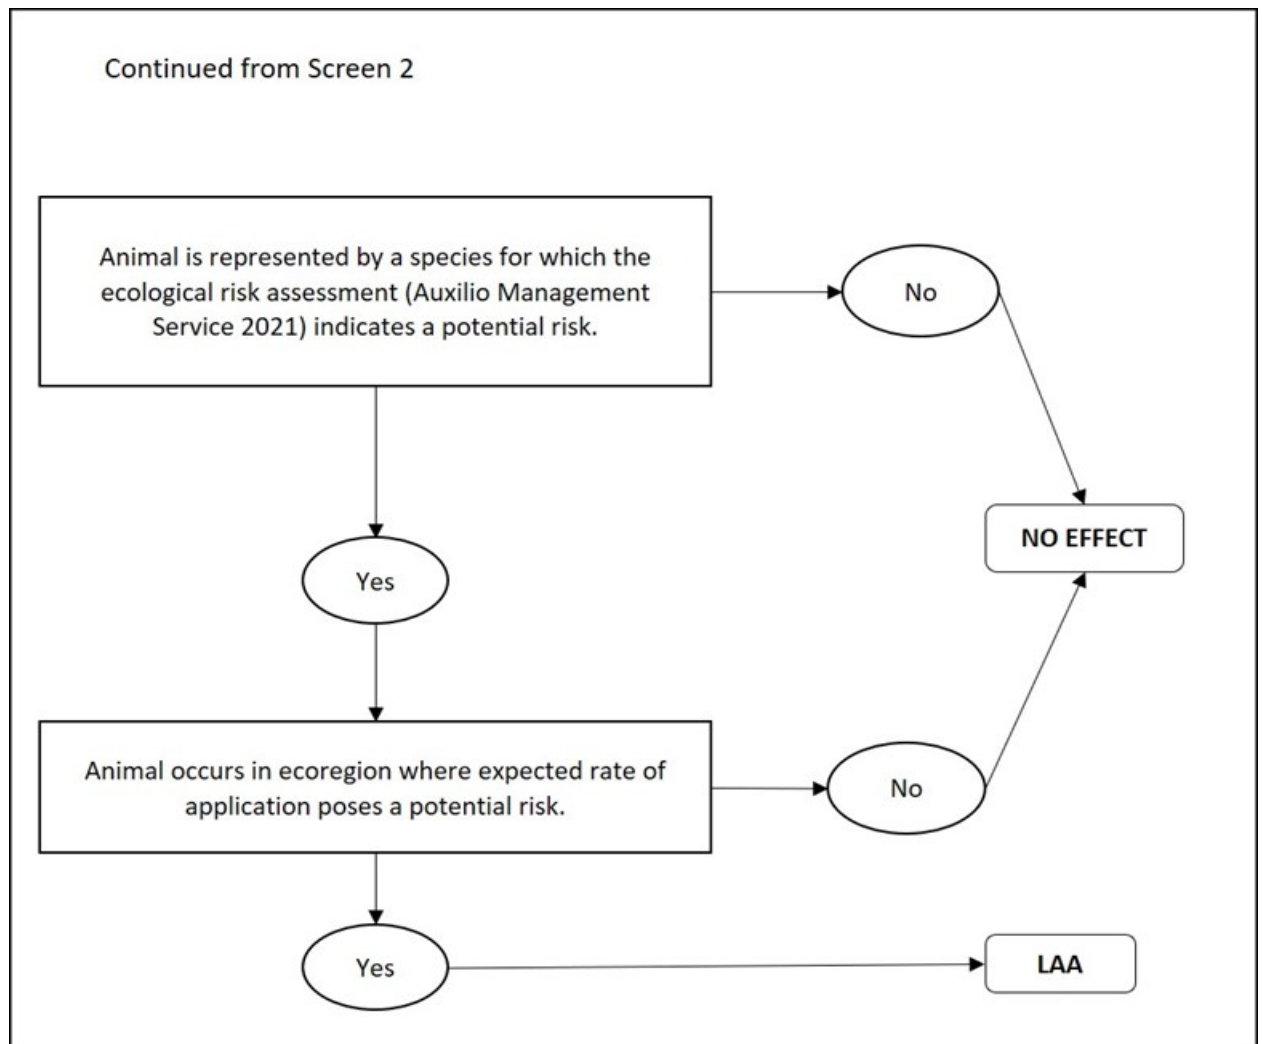 Continued from Screen 2
Animal is represented by a species for which the
ecological risk assessment (Auxilio Management
Service 2021) indicates a potential risk.
No
NO EFFECT
Yes
Animal occurs in ecoregion where expected rate of
application poses a potential risk.
No
Yes
LAA